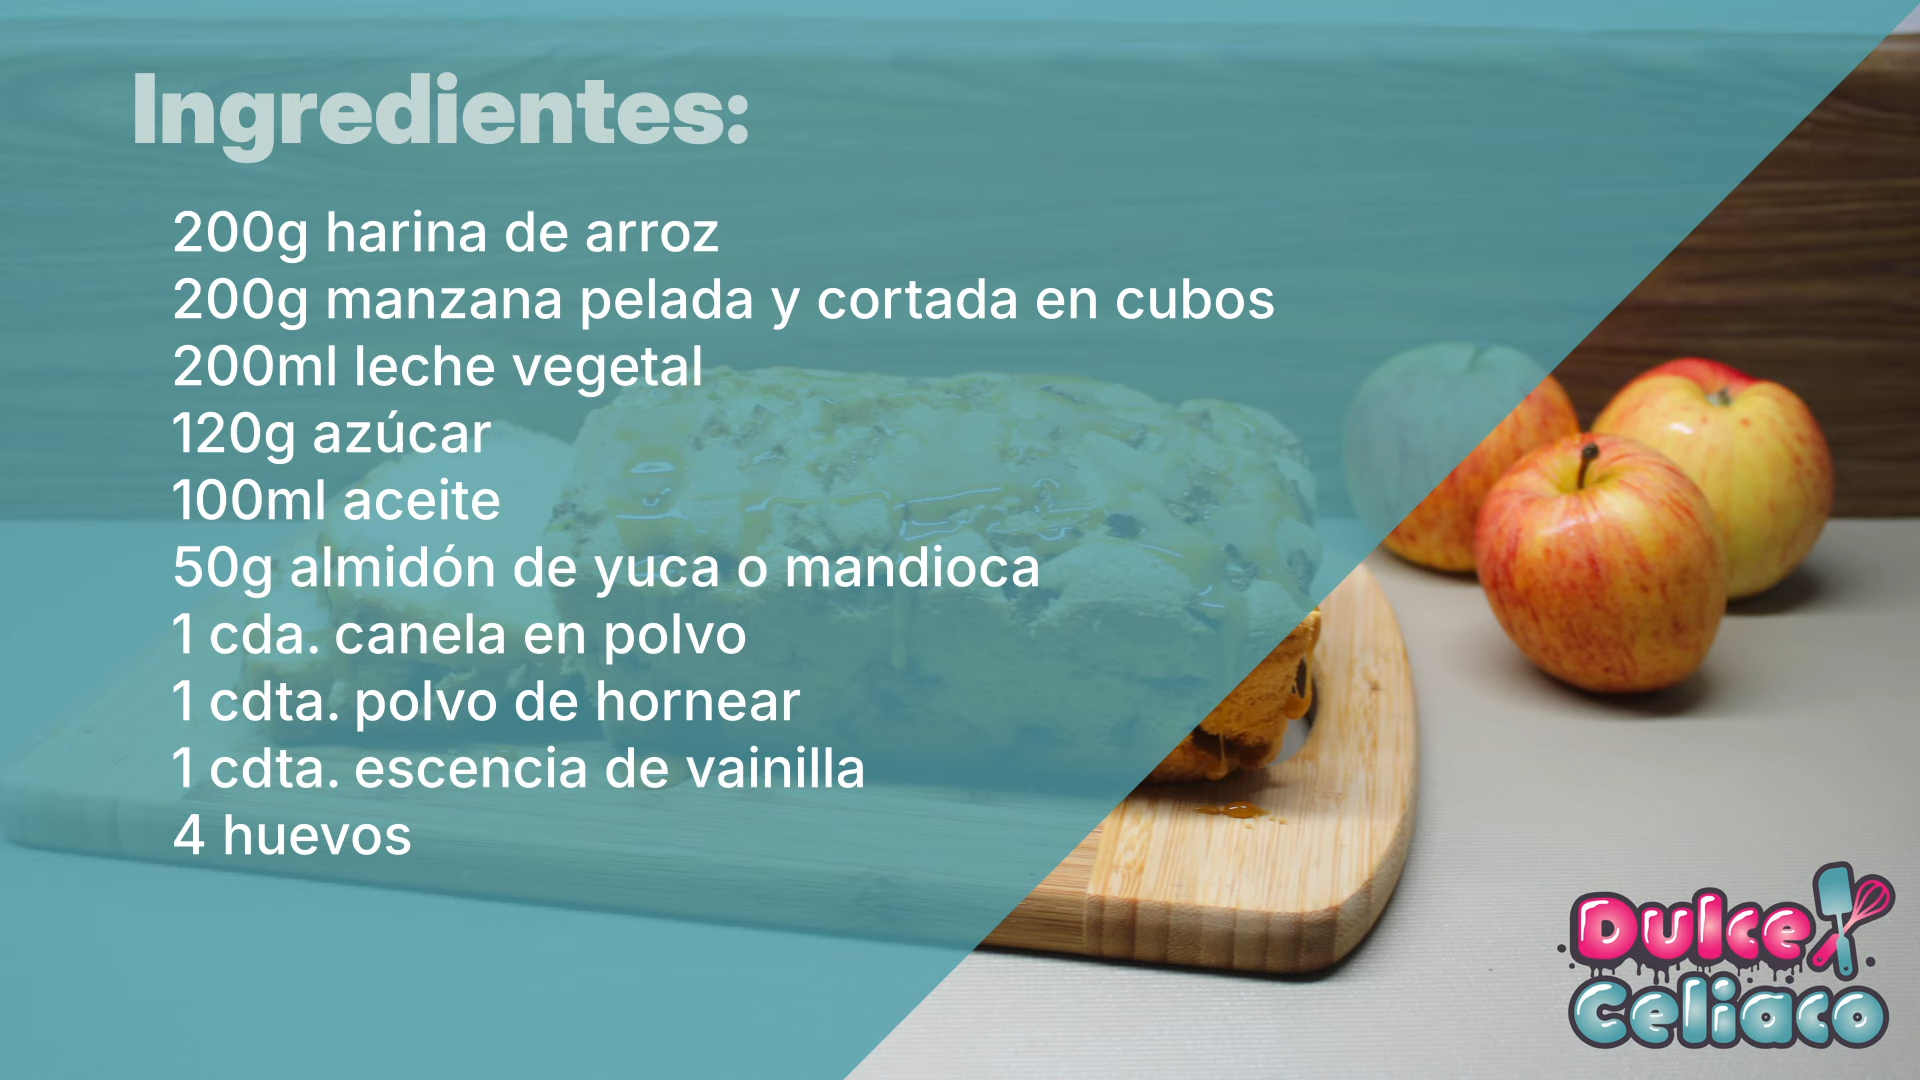 Ingredientes:
200g harina de arroz
200g manzana pelada y cortada en cubos
200ml leche vegetal
120g azúcar
100ml aceite
50g almidón de yuca o mandioca
1 cda. canela en polvo
1 cdta. polvo de hornear
1 cdta. escencia de vainilla
4 huevos
Dulce
Celiaco